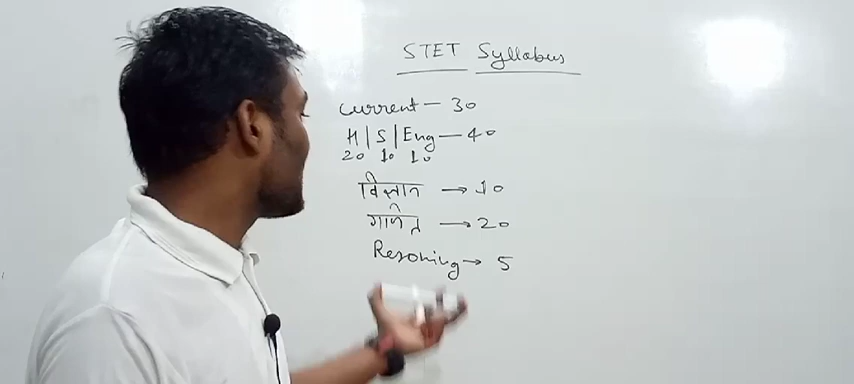 STET Syllabus
Current — 30
H | S | Eng — 40
20 10 10
विज्ञान → 10
गणित → 20
Resoning → 5